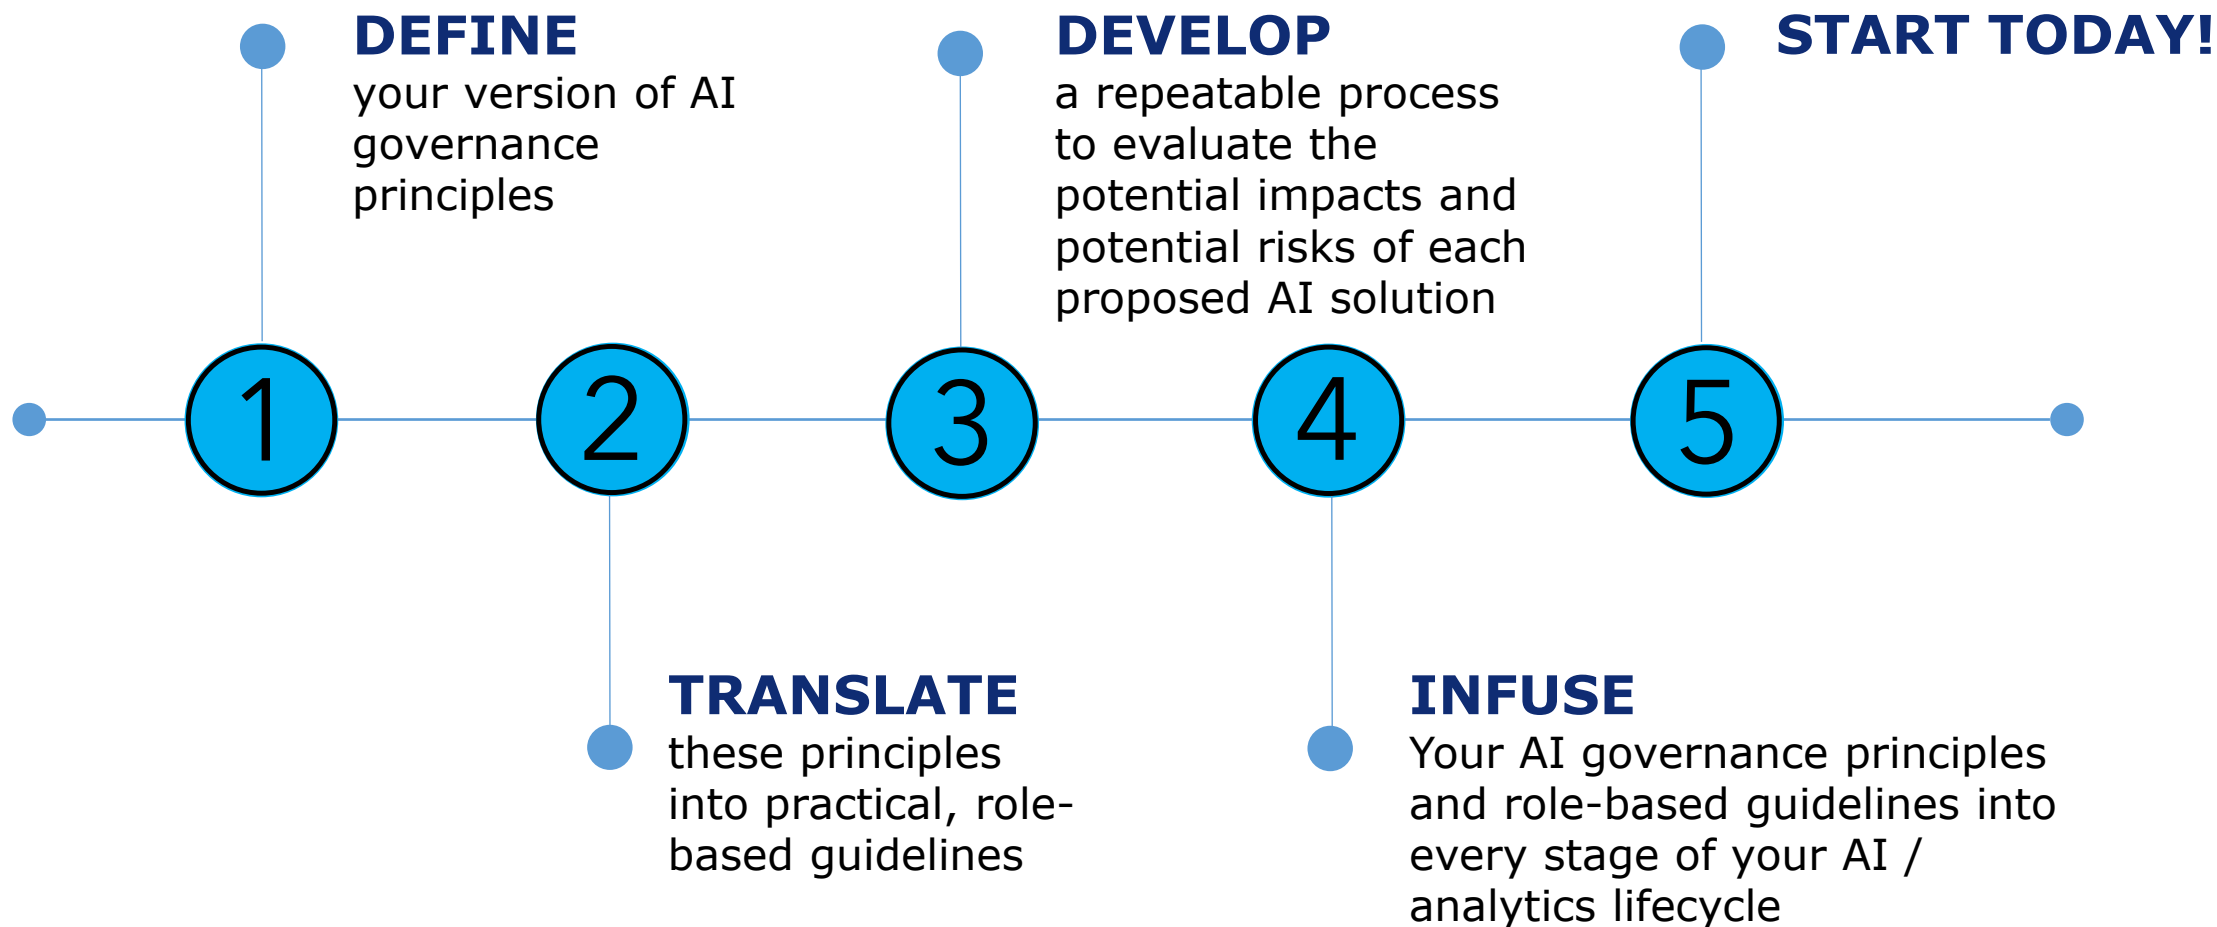 DEFINE
your version of AI
governance
principles
DEVELOP
a repeatable process
to evaluate the
potential impacts and
potential risks of each
proposed AI solution
START TODAY!
1
2
3
4
5
TRANSLATE
these principles
into practical, role-
based guidelines
INFUSE
Your AI governance principles
and role-based guidelines into
every stage of your AI /
analytics lifecycle